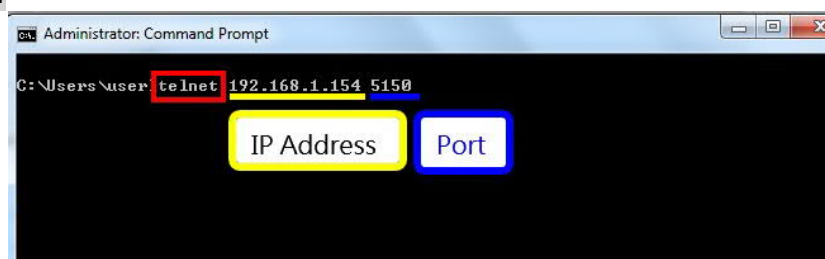 Administrator: Command Prompt
C:\Users\user>telnet 192.168.1.154 5150
IP Address
Port